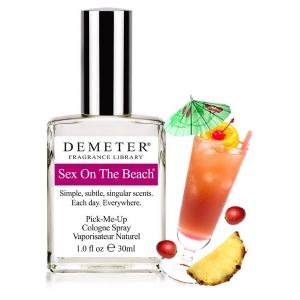 DEMETER®
FRAGRANCE LIBRARY
Sex On The Beach®
Simple, subtle, singular scents.
Each day. Everywhere.
Pick-Me-Up
Cologne Spray
Vaporisateur Naturel
1.0 fl oz ℮ 30ml